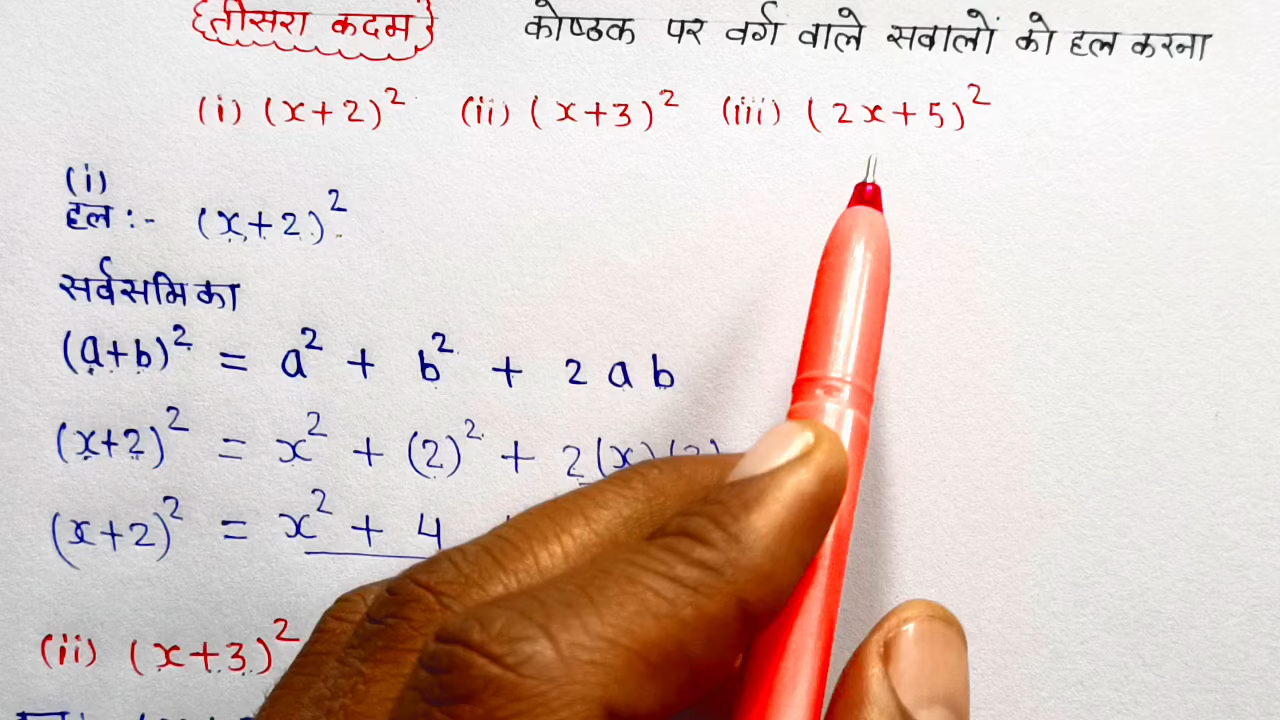 तीसरा कदम कोष्ठक पर वर्ग वाले सवालों को हल करना
(i) (x+2)² (ii) (x+3)² (iii) (2x+5)²
(i)
हल :- (x+2)²
सर्वसमिका
(a+b)² = a² + b² + 2 a b
(x+2)² = x² + (2)² + 2(x)(2)
(x+2)² = x² + 4
(ii) (x+3)²